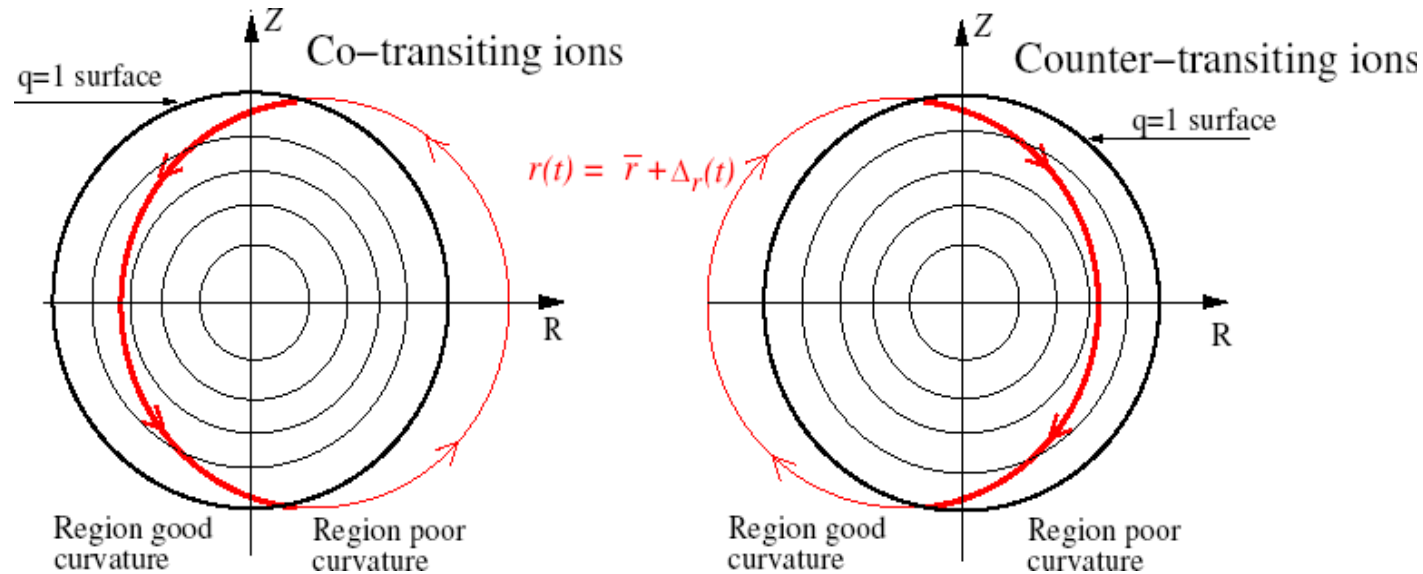 Z
Co-transiting ions
q=1 surface
r(t) = r̅ + Δr(t)
R
Region good
curvature
Region poor
curvature
Z
Counter-transiting ions
q=1 surface
R
Region good
curvature
Region poor
curvature